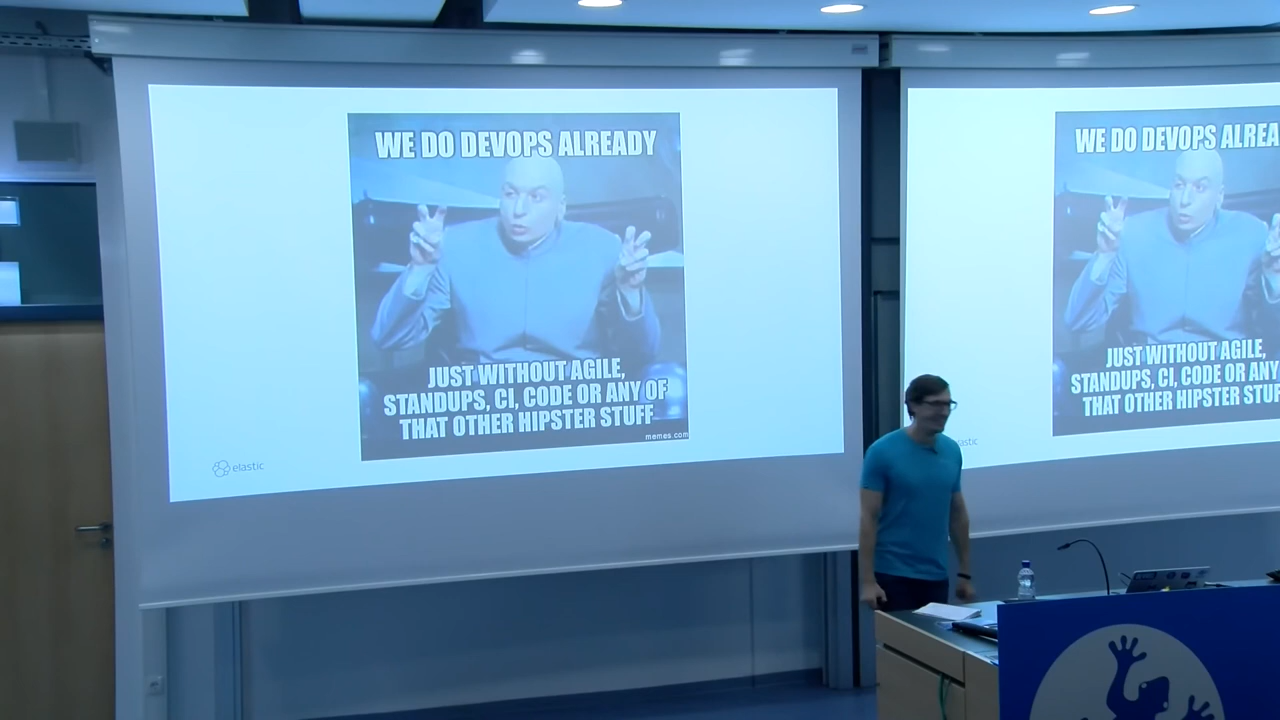 WE DO DEVOPS ALREADY
JUST WITHOUT AGILE,
STANDUPS, CI, CODE OR ANY OF
THAT OTHER HIPSTER STUFF
memes.com
elastic
WE DO DEVOPS ALREA
JUST WITHOUT AGILE,
STANDUPS, CI, CODE OR ANY
THAT OTHER HIPSTER STUF
astic